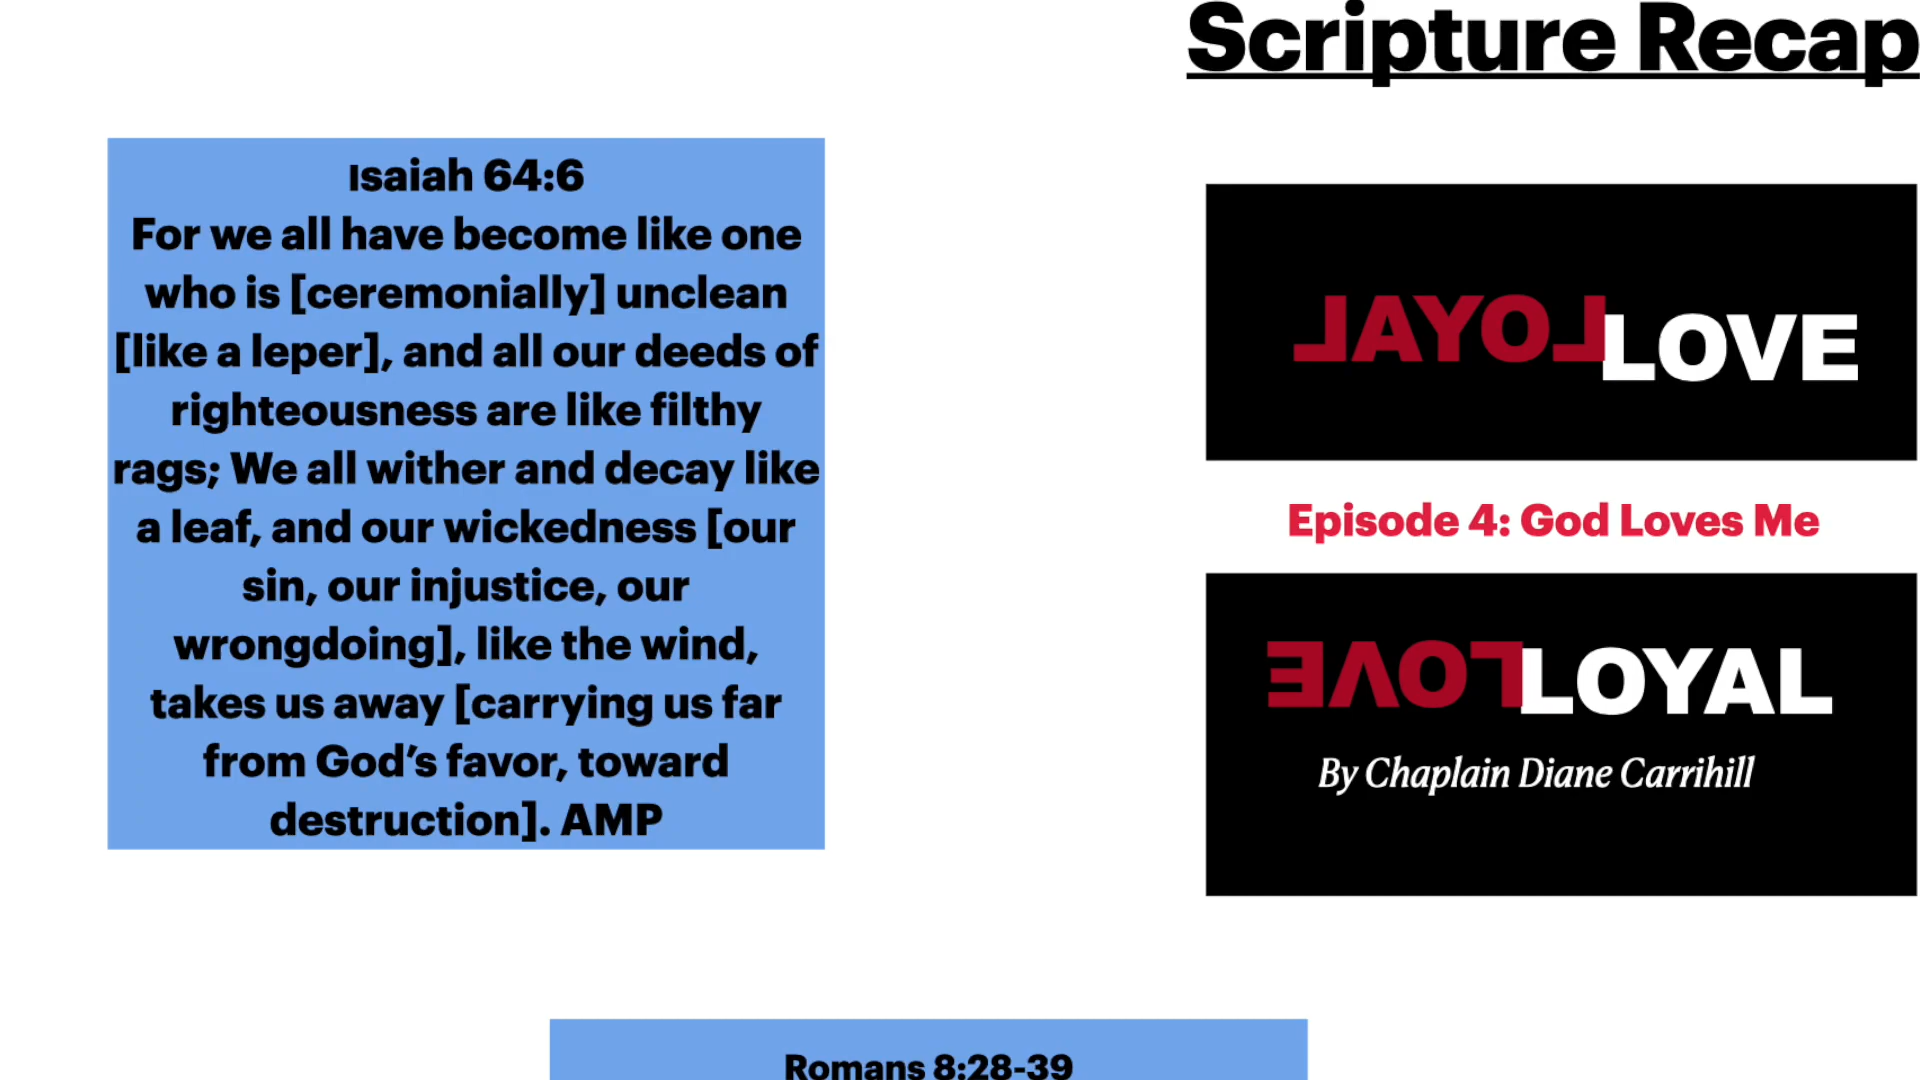 Scripture Recap
Isaiah 64:6
For we all have become like one
who is [ceremonially] unclean
[like a leper], and all our deeds of
righteousness are like filthy
rags; We all wither and decay like
a leaf, and our wickedness [our
sin, our injustice, our
wrongdoing], like the wind,
takes us away [carrying us far
from God’s favor, toward
destruction]. AMP
LOYAL LOVE
Episode 4: God Loves Me
LOVE LOYAL
By Chaplain Diane Carrihill
Romans 8:28-39